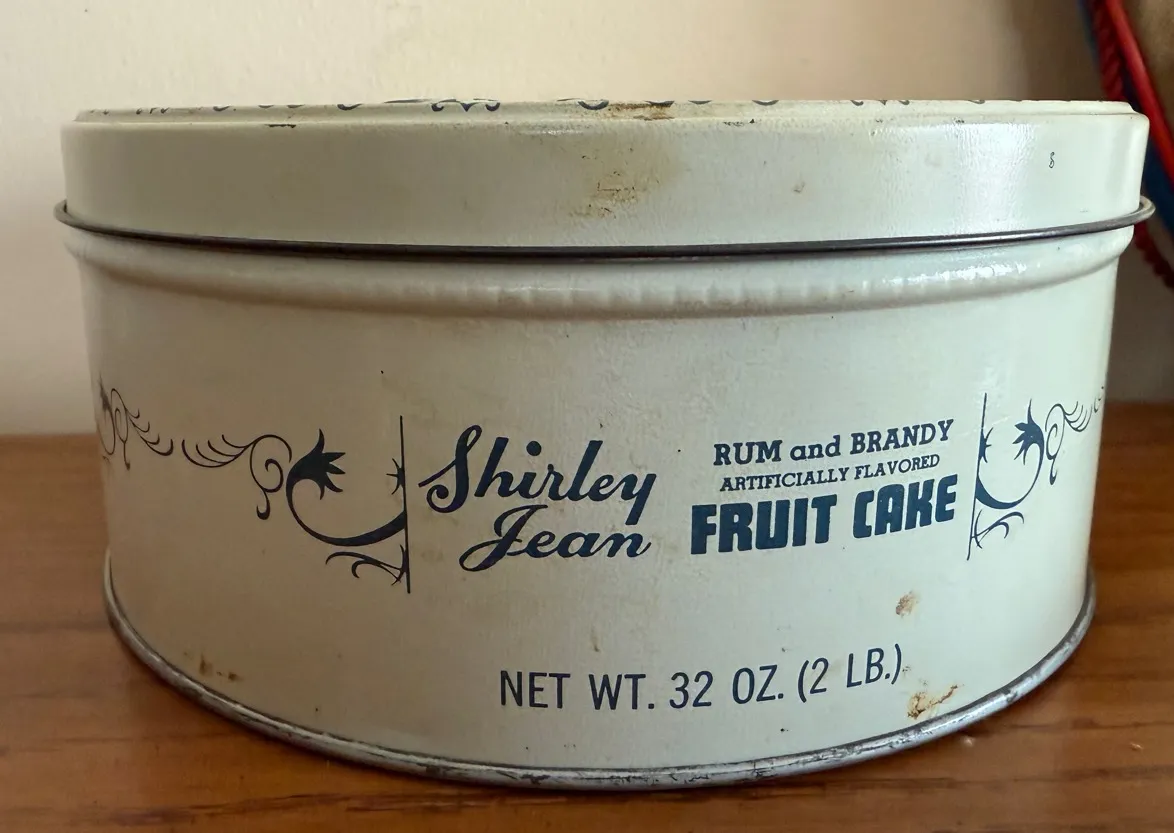 Shirley
Jean
RUM and BRANDY
ARTIFICIALLY FLAVORED
FRUIT CAKE
NET WT. 32 OZ. (2 LB.)